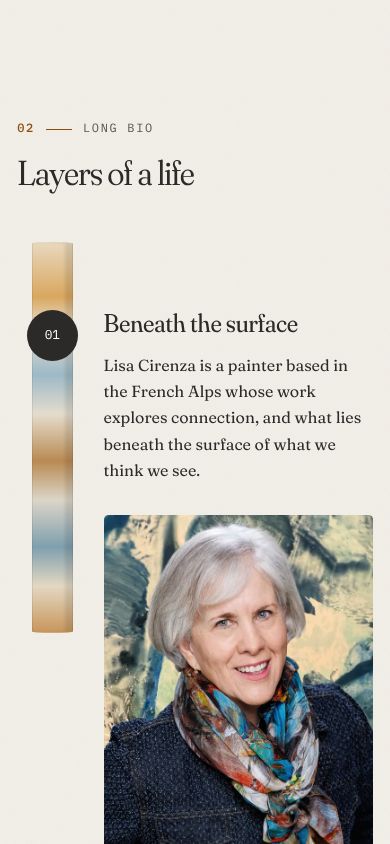 02 LONG BIO
Layers of a life
01
Beneath the surface
Lisa Cirenza is a painter based in
the French Alps whose work
explores connection, and what lies
beneath the surface of what we
think we see.